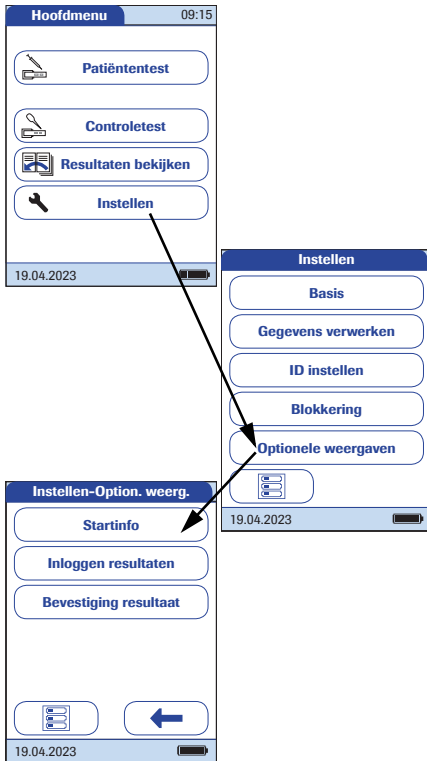 Hoofdmenu 09:15
Patiëntentest
Controletest
Resultaten bekijken
Instellen
19.04.2023
Instellen
Basis
Gegevens verwerken
ID instellen
Blokkering
Optionele weergaven
19.04.2023
Instellen-Option. weerg.
Startinfo
Inloggen resultaten
Bevestiging resultaat
19.04.2023